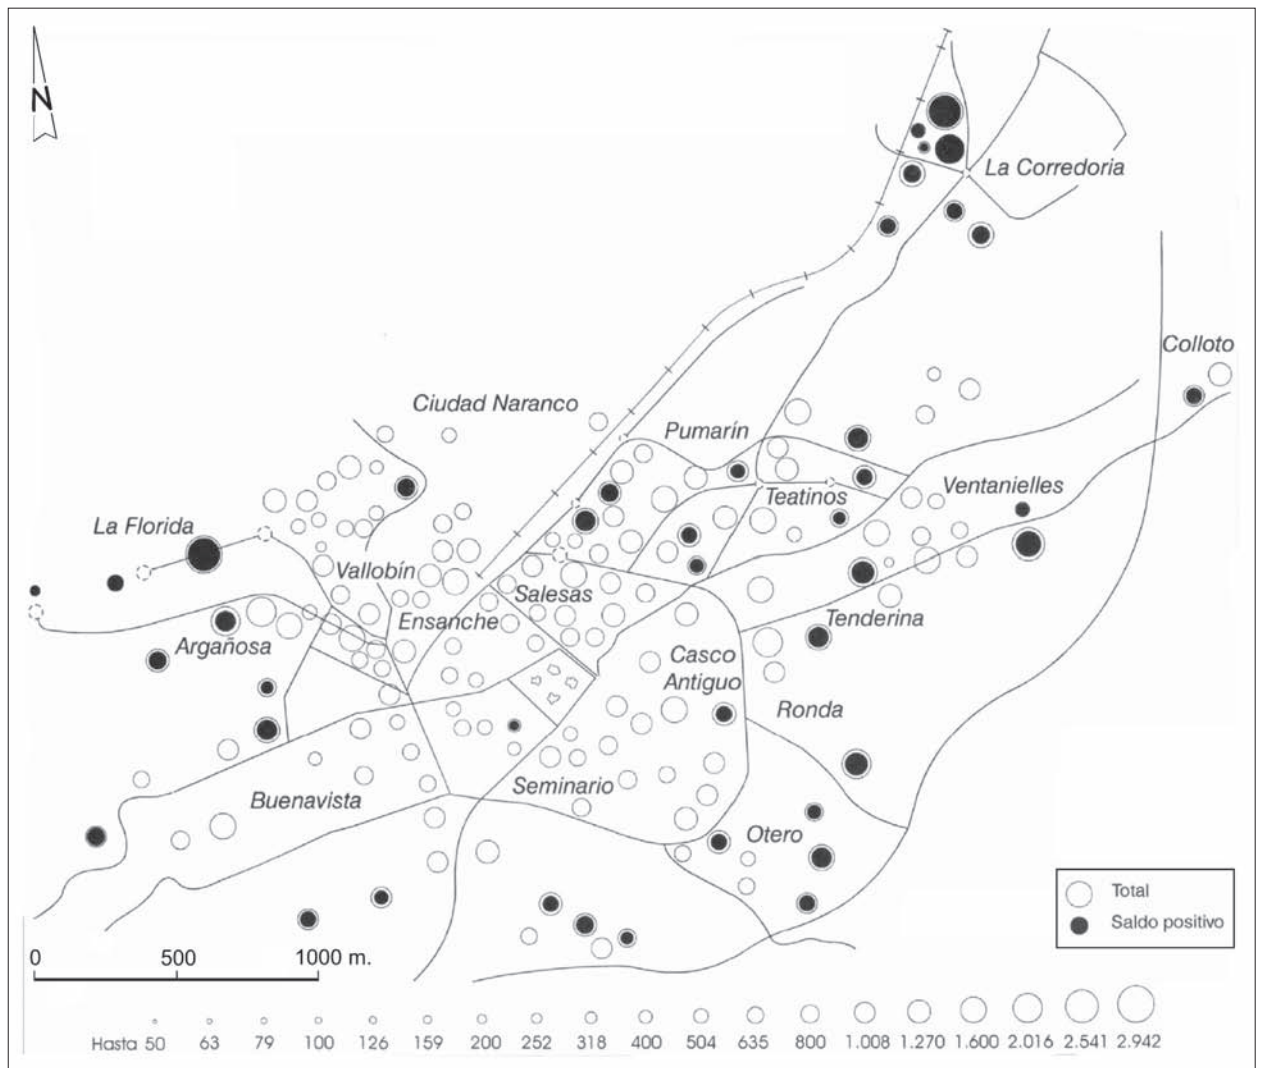 N
La Corredoria
Colloto
Ciudad Naranco
Pumarín
Teatinos
Ventanielles
La Florida
Vallobín
Salesas
Ensanche
Argañosa
Tenderina
Casco
Antiguo
Ronda
Buenavista
Seminario
Otero
Total
Saldo positivo
0 500 1000 m.
Hasta 50 63 79 100 126 159 200 252 318 400 504 635 800 1.008 1.270 1.600 2.016 2.541 2.942